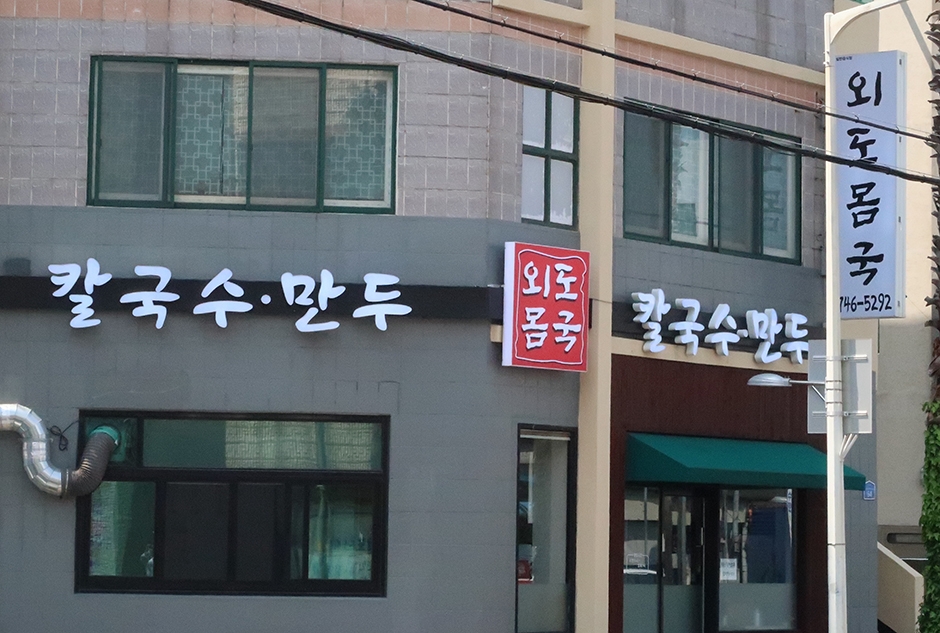 칼국수·만두
외도
몸국
칼국수·만두
외
도
몸
국
746-5292